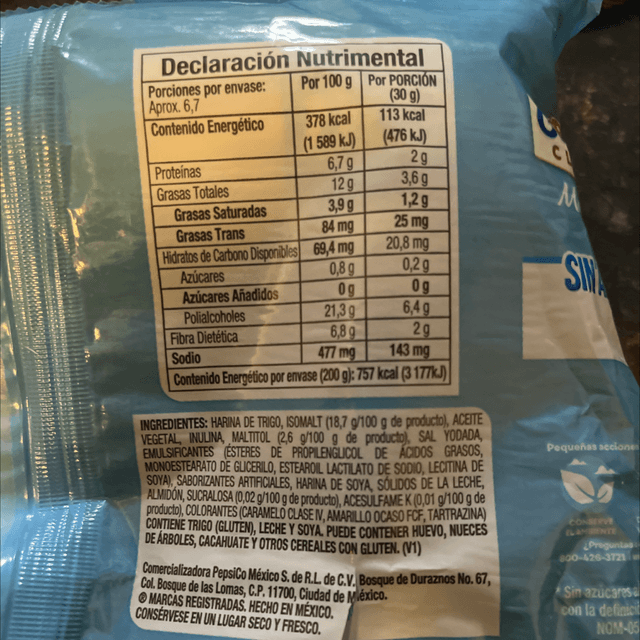 Declaración Nutrimental
Porciones por envase: Aprox. 6,7 Por 100 g Por PORCIÓN (30 g)
Contenido Energético 378 kcal (1 589 kJ) 113 kcal (476 kJ)
Proteínas 6,7 g 2 g
Grasas Totales 12 g 3,6 g
Grasas Saturadas 3,9 g 1,2 g
Grasas Trans 84 mg 25 mg
Hidratos de Carbono Disponibles 69,4 mg 20,8 mg
Azúcares 0,8 g 0,2 g
Azúcares Añadidos 0 g 0 g
Polialcoholes 21,3 g 6,4 g
Fibra Dietética 6,8 g 2 g
Sodio 477 mg 143 mg
Contenido Energético por envase (200 g): 757 kcal (3 177kJ)
INGREDIENTES: HARINA DE TRIGO, ISOMALT (18,7 g/100 g de producto), ACEITE
VEGETAL, INULINA, MALTITOL (2,6 g/100 g de producto), SAL YODADA,
EMULSIFICANTES (ÉSTERES DE PROPILENGLICOL DE ÁCIDOS GRASOS,
MONOESTEARATO DE GLICERILO, ESTEAROIL LACTILATO DE SODIO, LECITINA DE
SOYA), SABORIZANTES ARTIFICIALES, HARINA DE SOYA, SÓLIDOS DE LA LECHE,
ALMIDÓN, SUCRALOSA (0,02 g/100 g de producto), ACESULFAME K (0,01 g/100 g de
producto), COLORANTES (CARAMELO CLASE IV, AMARILLO OCASO FCF, TARTRAZINA)
CONTIENE TRIGO (GLUTEN), LECHE Y SOYA. PUEDE CONTENER HUEVO, NUECES
DE ÁRBOLES, CACAHUATE Y OTROS CEREALES CON GLUTEN. (V1)
Comercializadora PepsiCo México S. de R.L. de C.V. Bosque de Duraznos No. 67,
Col. Bosque de las Lomas, C.P. 11700, Ciudad de México.
® MARCAS REGISTRADAS. HECHO EN MÉXICO.
CONSÉRVESE EN UN LUGAR SECO Y FRESCO.
SIN
Pequeñas acciones
CONSERVE
¿Preguntas
800-426-3721
Sin azúcares
con la
NOM-05